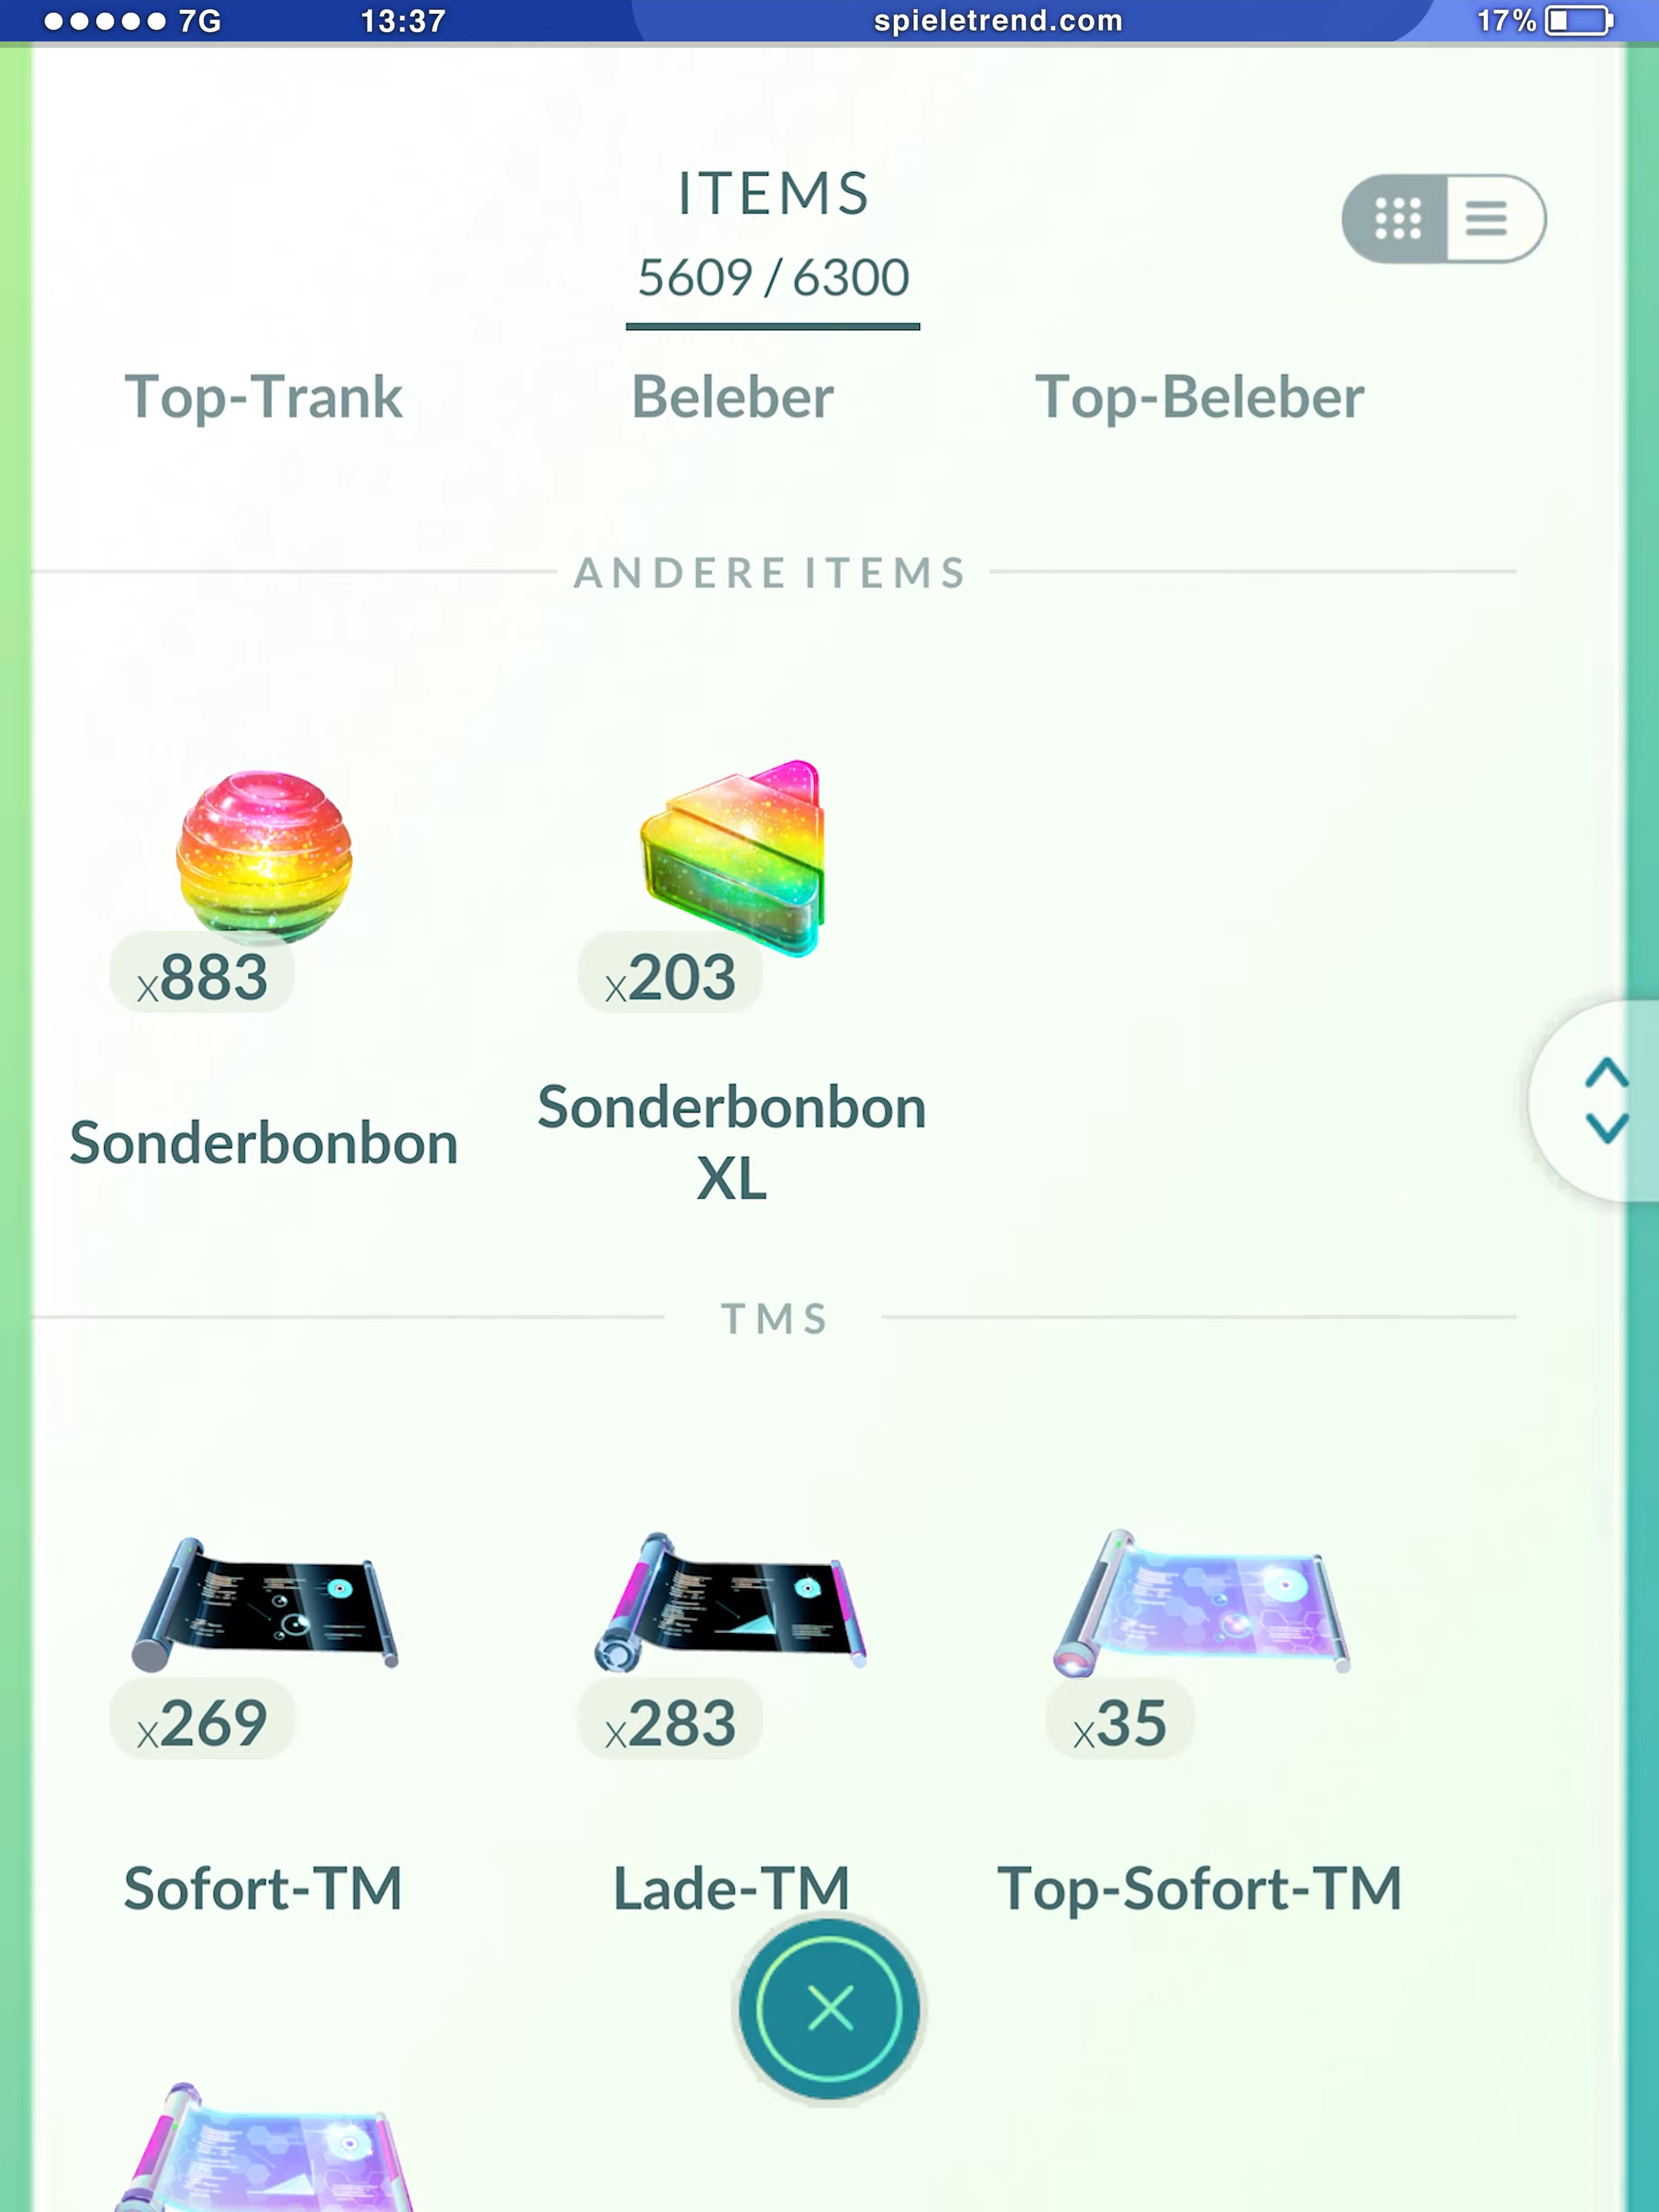 7G 13:37 spieletrend.com 17%
ITEMS
5609 / 6300
Top-Trank Beleber Top-Beleber
ANDERE ITEMS
x883 x203
Sonderbonbon Sonderbonbon
XL
TMS
x269 x283 x35
Sofort-TM Lade-TM Top-Sofort-TM